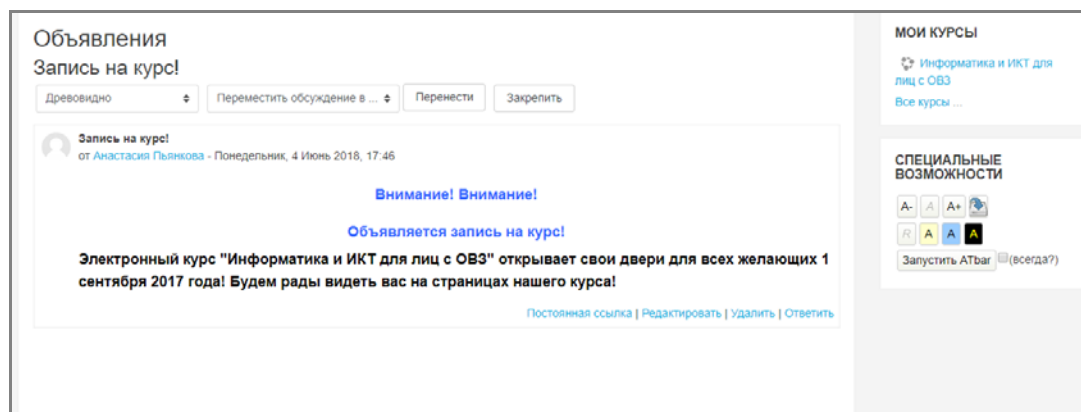 Объявления
Запись на курс!
Древовидно
Переместить обсуждение в ...
Перенести
Закрепить
Запись на курс!
от Анастасия Пьянкова - Понедельник, 4 Июнь 2018, 17:46
Внимание! Внимание!
Объявляется запись на курс!
Электронный курс "Информатика и ИКТ для лиц с ОВЗ" открывает свои двери для всех желающих 1
сентября 2017 года! Будем рады видеть вас на страницах нашего курса!
Постоянная ссылка | Редактировать | Удалить | Ответить
МОИ КУРСЫ
Информатика и ИКТ для
лиц с ОВЗ
Все курсы ...
СПЕЦИАЛЬНЫЕ
ВОЗМОЖНОСТИ
A- A A+
R A A A
Запустить ATbar (всегда?)